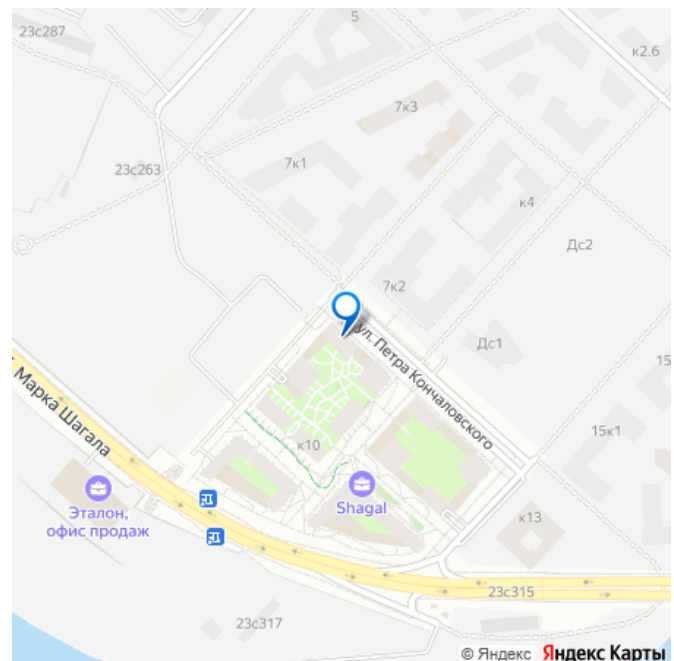 23с287
5
к2.6
7к3
7к1
23с263
к4
Дс2
7к2
ул. Петра Кончаловского
Дс1
15
. Марка Шагала
15к1
к10
Эталон,
офис продаж
Shagal
к13
23с315
23с317
© Яндекс Яндекс Карты